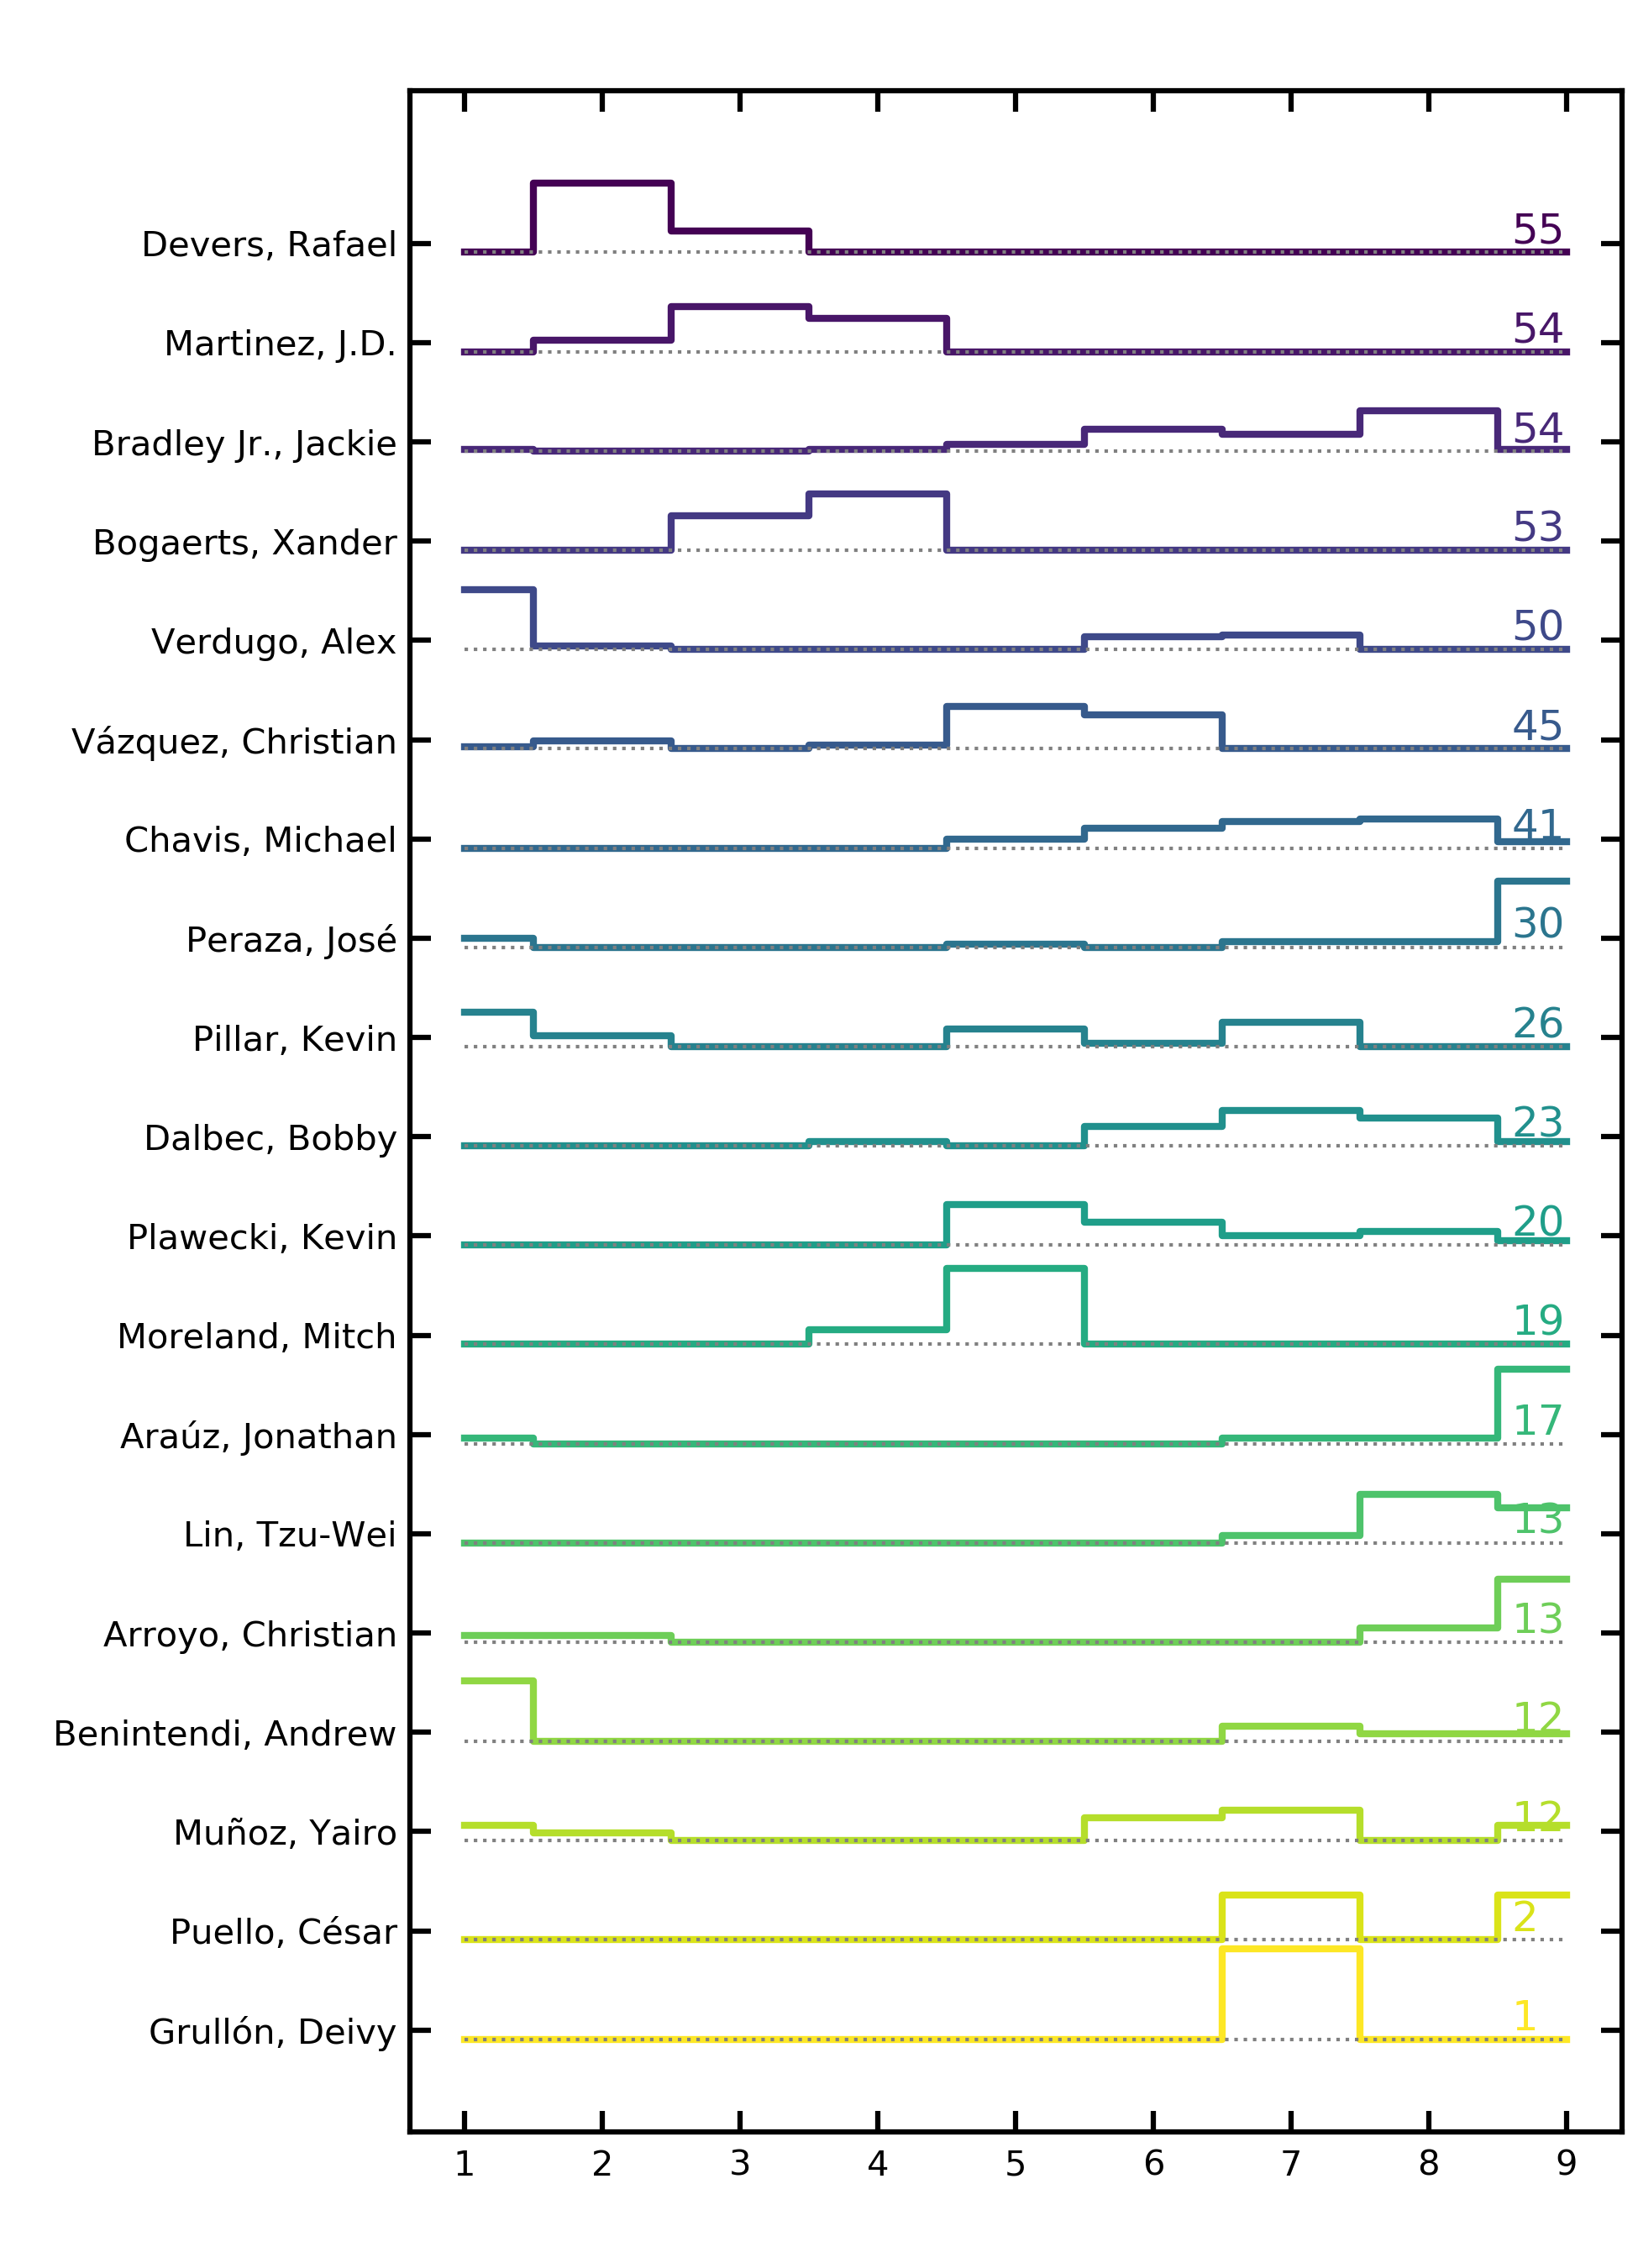 Devers, Rafael 55
Martinez, J.D. 54
Bradley Jr., Jackie 54
Bogaerts, Xander 53
Verdugo, Alex 50
Vázquez, Christian 45
Chavis, Michael 41
Peraza, José 30
Pillar, Kevin 26
Dalbec, Bobby 23
Plawecki, Kevin 20
Moreland, Mitch 19
Araúz, Jonathan 17
Lin, Tzu-Wei 13
Arroyo, Christian 13
Benintendi, Andrew 12
Muñoz, Yairo 12
Puello, César 2
Grullón, Deivy 1
1 2 3 4 5 6 7 8 9